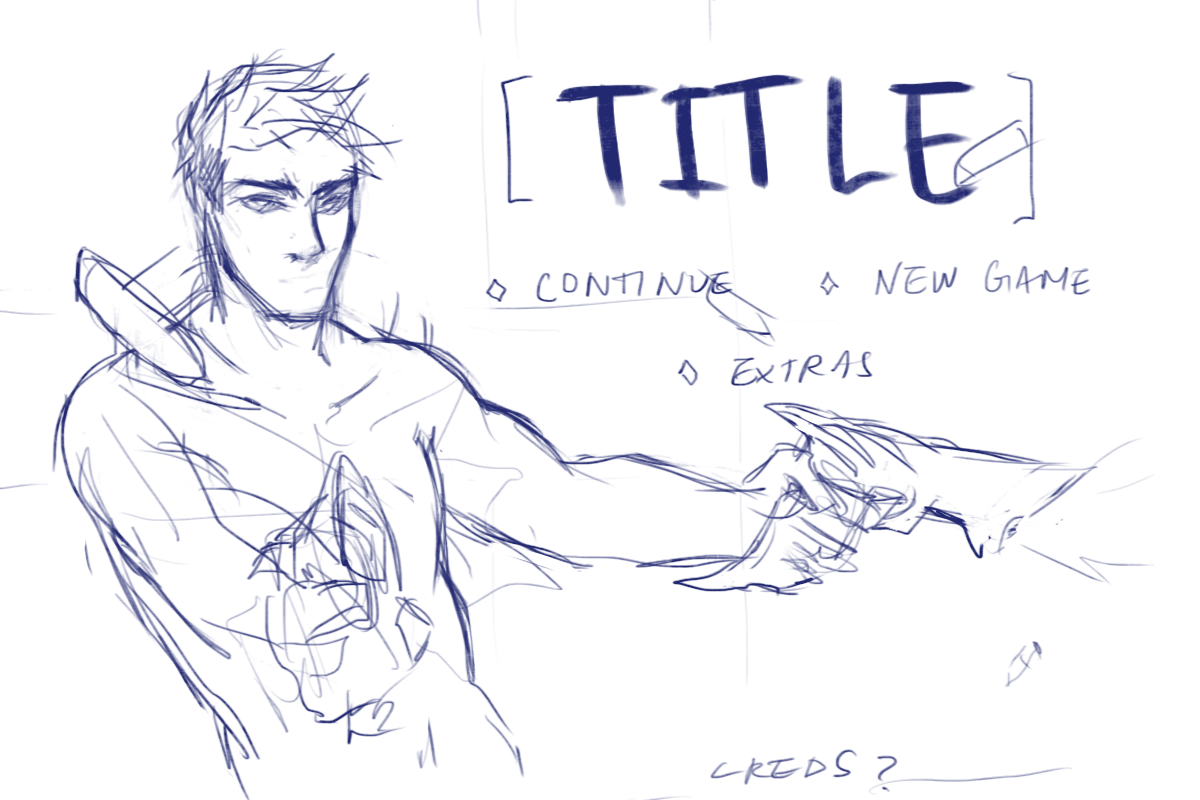 [TITLE]
◇ CONTINUE ◇ NEW GAME
◇ EXTRAS
CREDS?